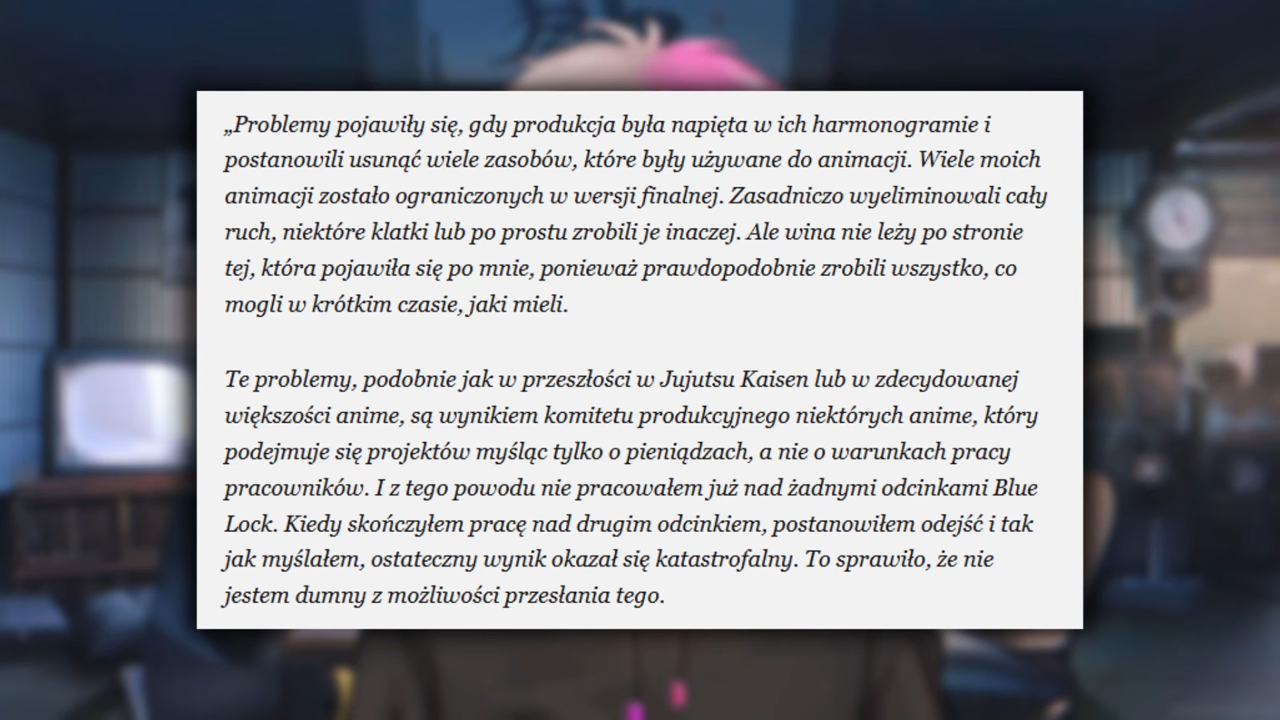 „Problemy pojawiły się, gdy produkcja była napięta w ich harmonogramie i
postanowili usunąć wiele zasobów, które były używane do animacji. Wiele moich
animacji zostało ograniczonych w wersji finalnej. Zasadniczo wyeliminowali cały
ruch, niektóre klatki lub po prostu zrobili je inaczej. Ale wina nie leży po stronie
tej, która pojawiła się po mnie, ponieważ prawdopodobnie zrobili wszystko, co
mogli w krótkim czasie, jaki mieli.
Te problemy, podobnie jak w przeszłości w Jujutsu Kaisen lub w zdecydowanej
większości anime, są wynikiem komitetu produkcyjnego niektórych anime, który
podejmuje się projektów myśląc tylko o pieniądzach, a nie o warunkach pracy
pracowników. I z tego powodu nie pracowałem już nad żadnymi odcinkami Blue
Lock. Kiedy skończyłem pracę nad drugim odcinkiem, postanowiłem odejść i tak
jak myślałem, ostateczny wynik okazał się katastrofalny. To sprawiło, że nie
jestem dumny z możliwości przesłania tego.